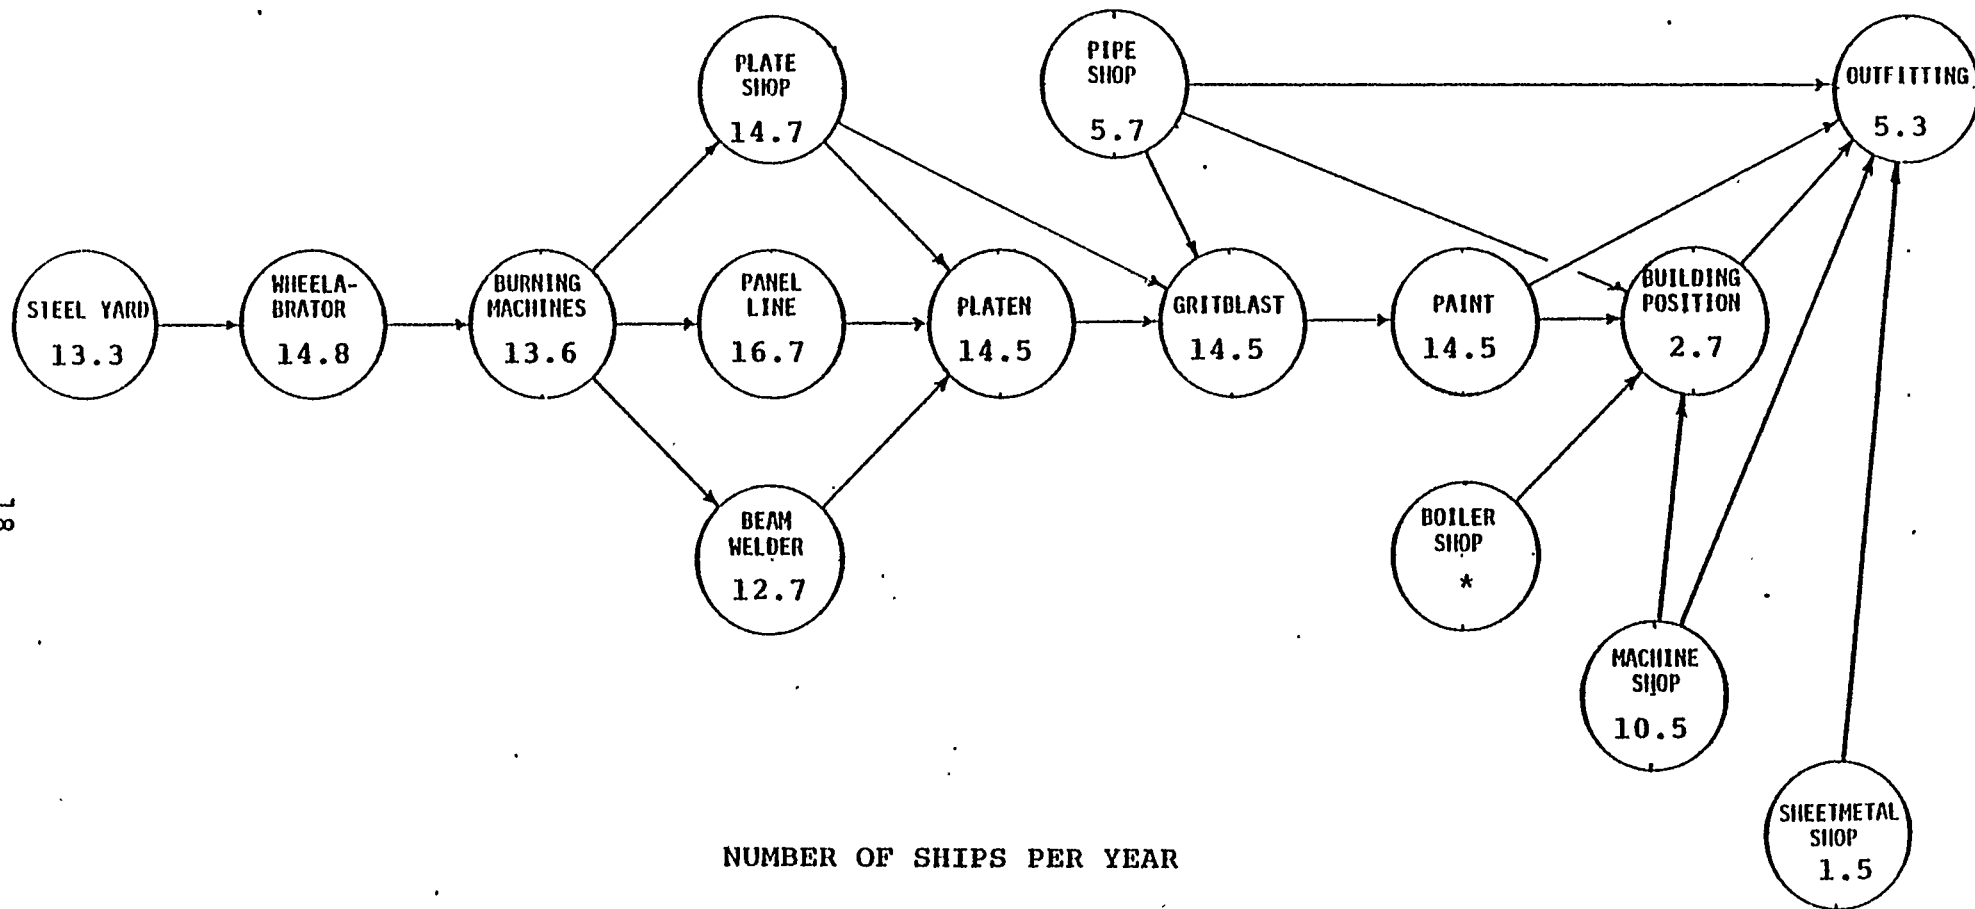 PLATE
SHOP
14.7
PIPE
SHOP
5.7
OUTFITTING
5.3
STEEL YARD
13.3
WHEELA-
BRATOR
14.8
BURNING
MACHINES
13.6
PANEL
LINE
16.7
PLATEN
14.5
GRITBLAST
14.5
PAINT
14.5
BUILDING
POSITION
2.7
BEAM
WELDER
12.7
BOILER
SHOP
*
MACHINE
SHOP
10.5
SHEETMETAL
SHOP
1.5
NUMBER OF SHIPS PER YEAR
78